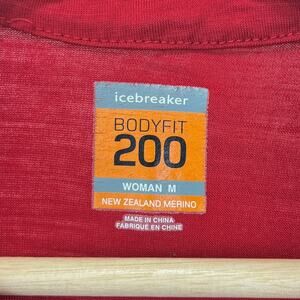 icebreaker
BODYFIT
200
WOMAN M
NEW ZEALAND MERINO
MADE IN CHINA
FABRIQUÉ EN CHINE